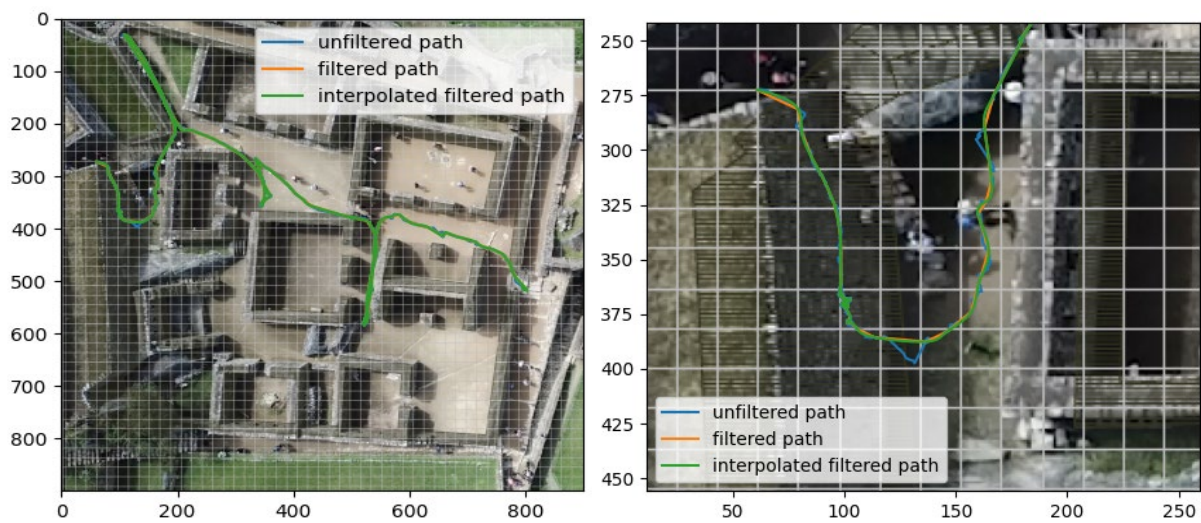 0
100
200
300
400
500
600
700
800
0 200 400 600 800
unfiltered path
filtered path
interpolated filtered path
250
275
300
325
350
375
400
425
450
50 100 150 200 250
unfiltered path
filtered path
interpolated filtered path